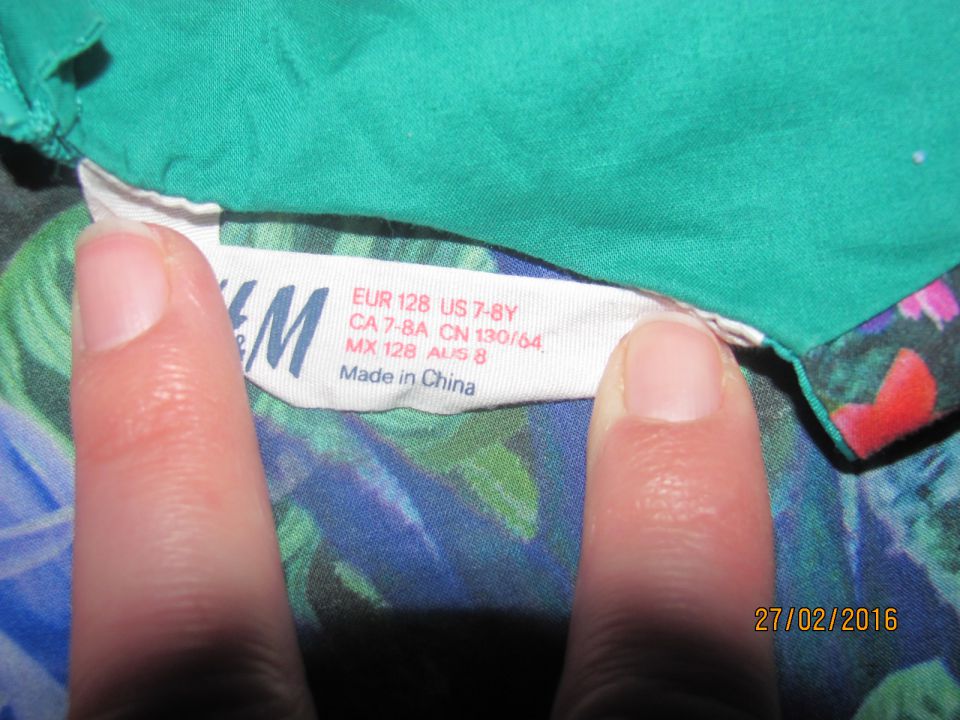 H&M
EUR 128 US 7-8Y
CA 7-8A CN 130/64
MX 128 AUS 8
Made in China
27/02/2016